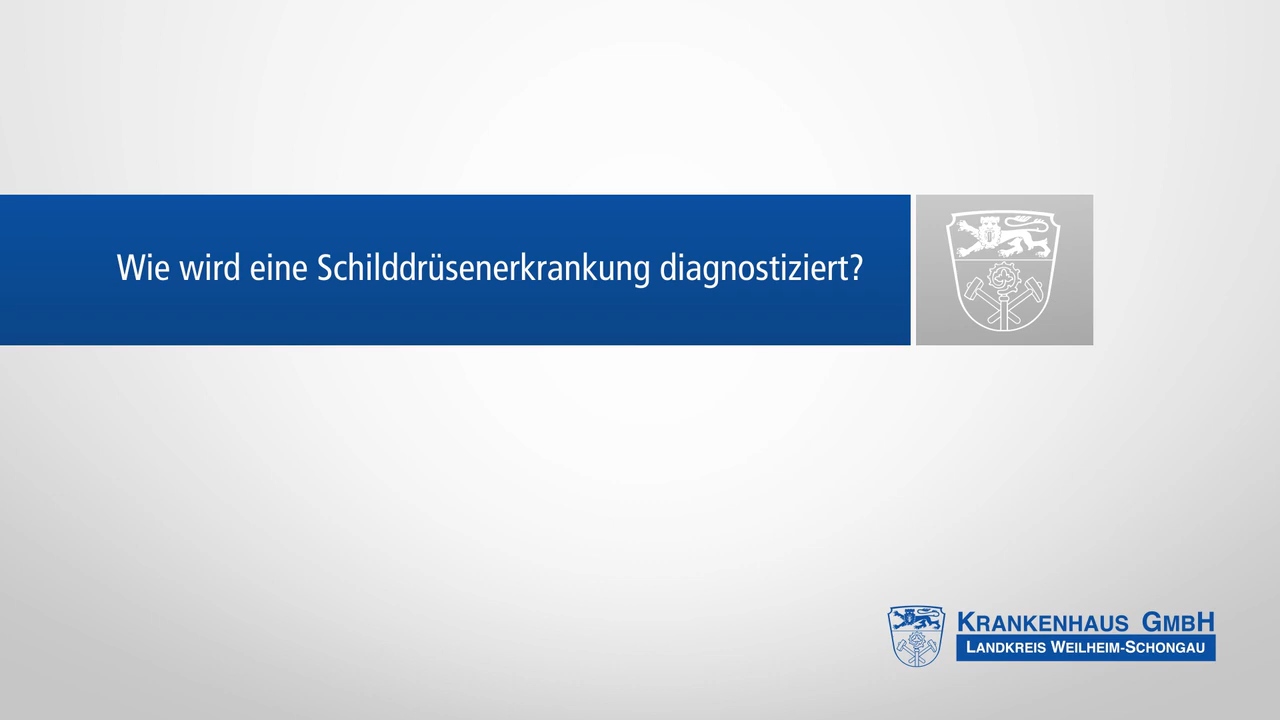 Wie wird eine Schilddrüsenerkrankung diagnostiziert?
KRANKENHAUS GMBH
LANDKREIS WEILHEIM-SCHONGAU